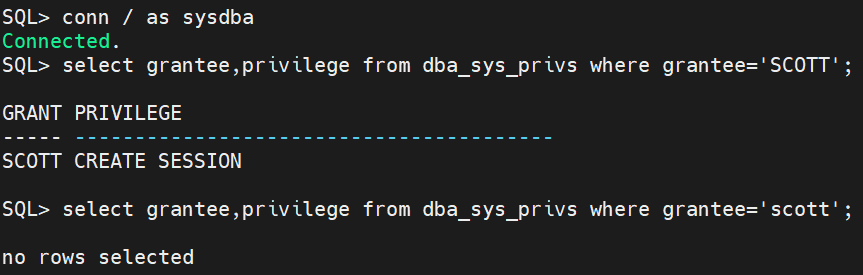 SQL> conn / as sysdba
Connected.
SQL> select grantee,privilege from dba_sys_privs where grantee='SCOTT';
GRANT PRIVILEGE
----- ----------------------------------------
SCOTT CREATE SESSION
SQL> select grantee,privilege from dba_sys_privs where grantee='scott';
no rows selected